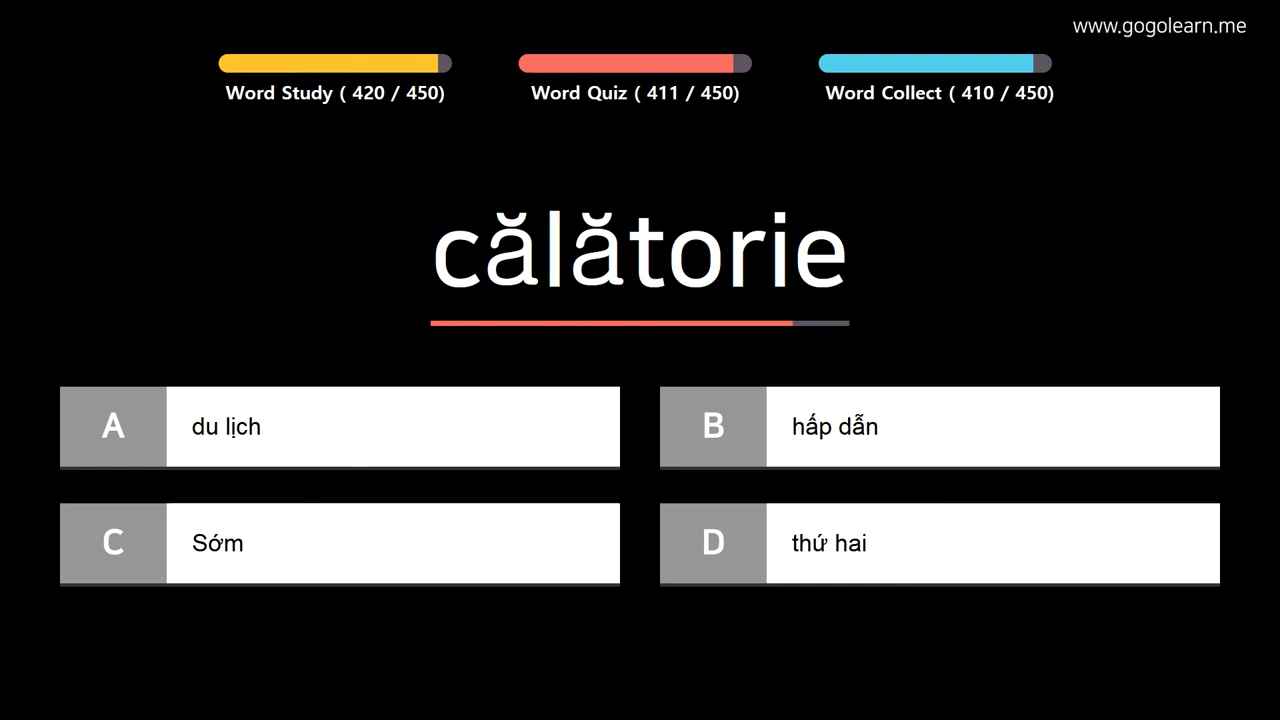 www.gogolearn.me
Word Study ( 420 / 450)
Word Quiz ( 411 / 450)
Word Collect ( 410 / 450)
călătorie
A
du lịch
B
hấp dẫn
C
Sớm
D
thứ hai